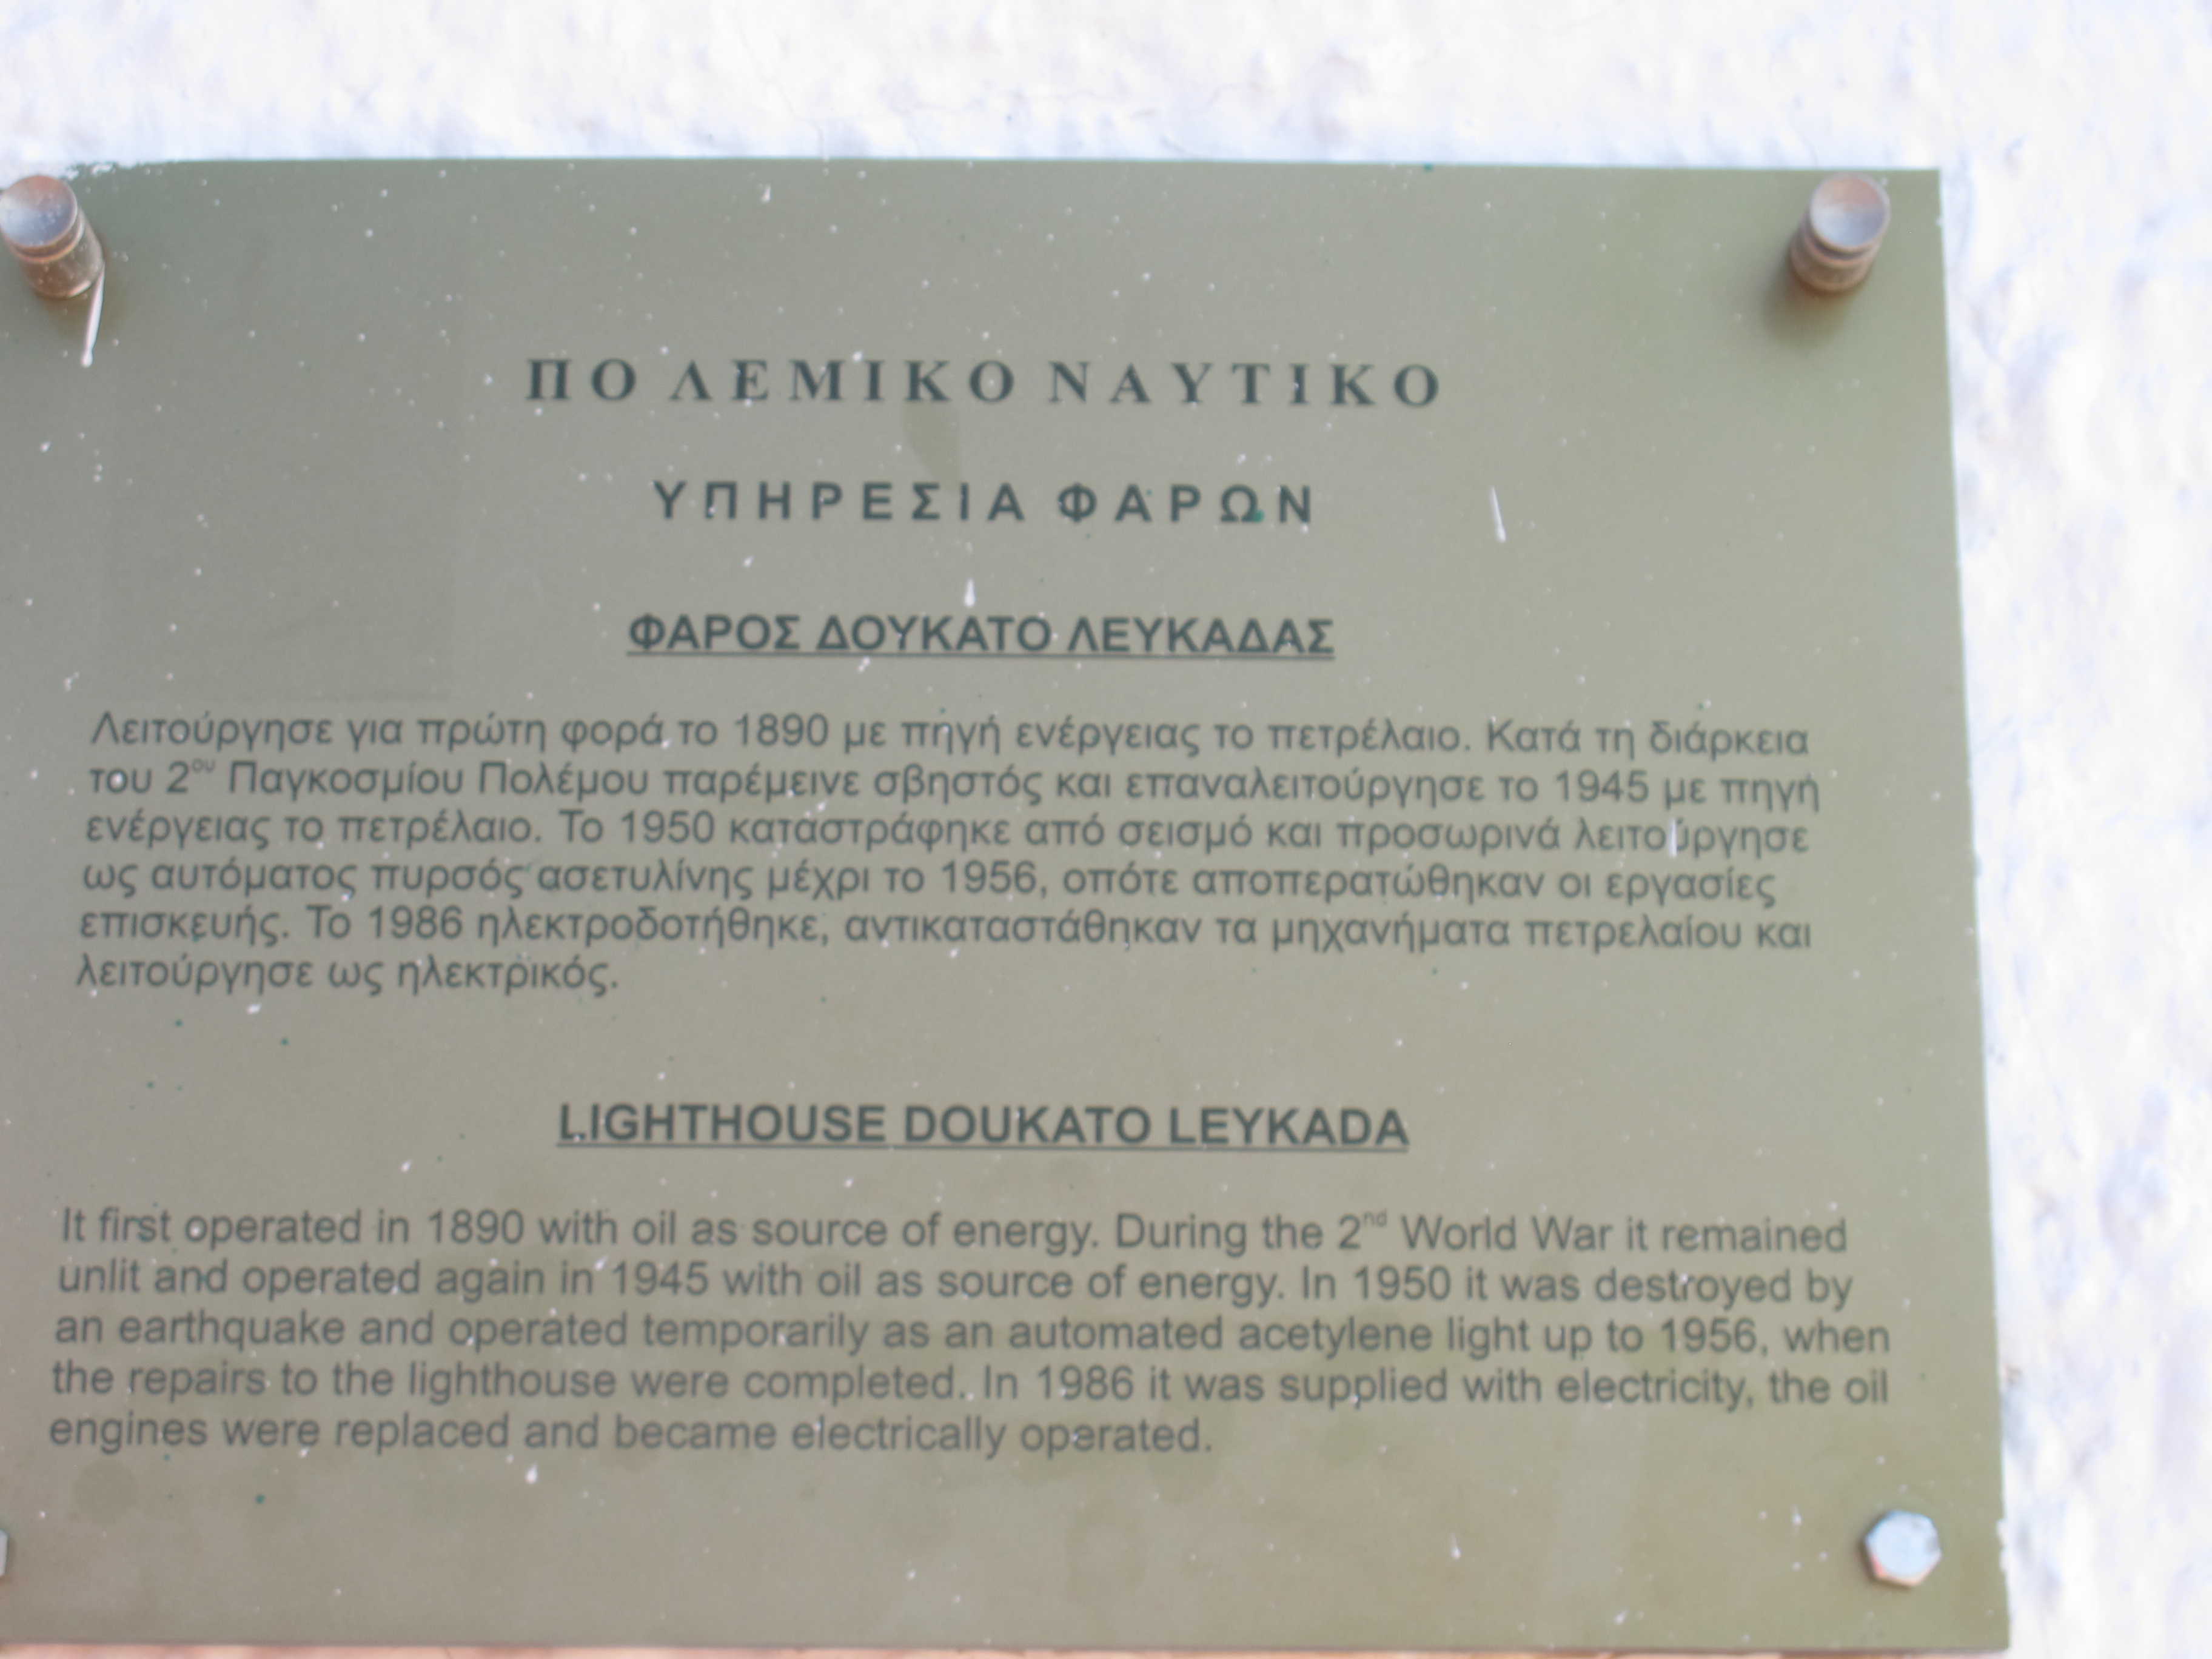 ΠΟΛΕΜΙΚΟ ΝΑΥΤΙΚΟ
ΥΠΗΡΕΣΙΑ ΦΑΡΩΝ
ΦΑΡΟΣ ΔΟΥΚΑΤΟ ΛΕΥΚΑΔΑΣ
Λειτούργησε για πρώτη φορά το 1890 με πηγή ενέργειας το πετρέλαιο. Κατά τη διάρκεια
του 2ου Παγκοσμίου Πολέμου παρέμεινε σβηστός και επαναλειτούργησε το 1945 με πηγή
ενέργειας το πετρέλαιο. Το 1950 καταστράφηκε από σεισμό και προσωρινά λειτούργησε
ως αυτόματος πυρσός ασετυλίνης μέχρι το 1956, οπότε αποπερατώθηκαν οι εργασίες
επισκευής. Το 1986 ηλεκτροδοτήθηκε, αντικαταστάθηκαν τα μηχανήματα πετρελαίου και
λειτούργησε ως ηλεκτρικός.
LIGHTHOUSE DOUKATO LEYKADA
It first operated in 1890 with oil as source of energy. During the 2nd World War it remained
unlit and operated again in 1945 with oil as source of energy. In 1950 it was destroyed by
an earthquake and operated temporarily as an automated acetylene light up to 1956, when
the repairs to the lighthouse were completed. In 1986 it was supplied with electricity, the oil
engines were replaced and became electrically operated.